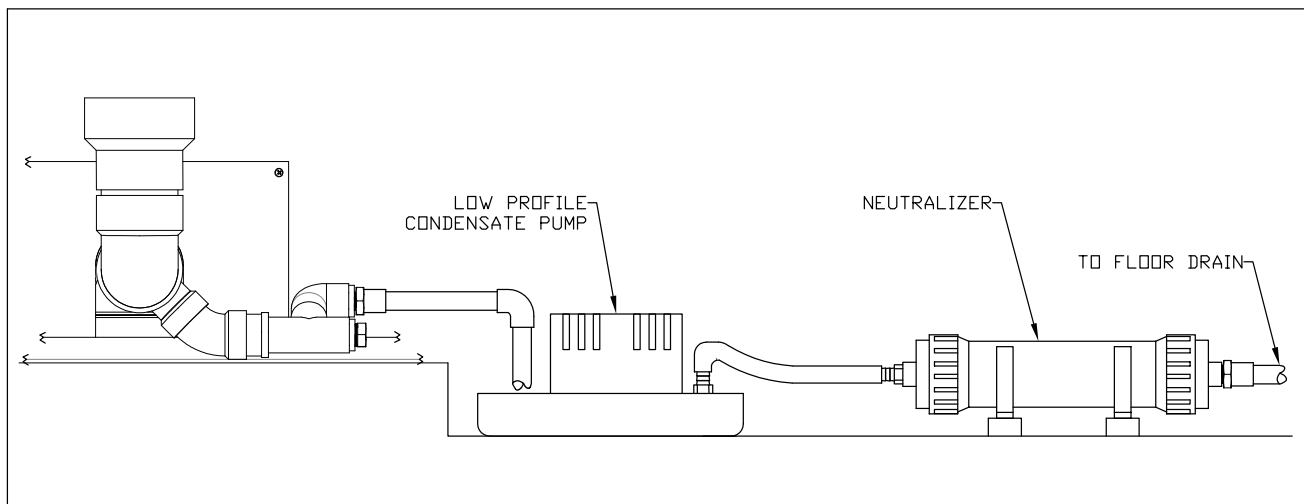 LOW PROFILE
CONDENSATE PUMP
NEUTRALIZER
TO FLOOR DRAIN